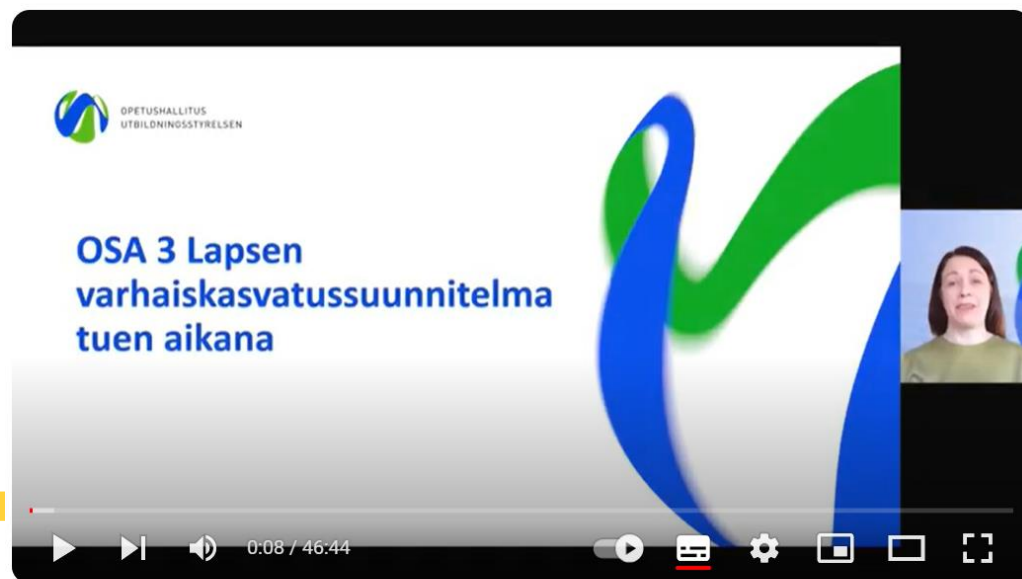 OPETUSHALLITUS
UTBILDNINGSSTYRELSEN
OSA 3 Lapsen
varhaiskasvatussuunnitelma
tuen aikana
0:08 / 46:44